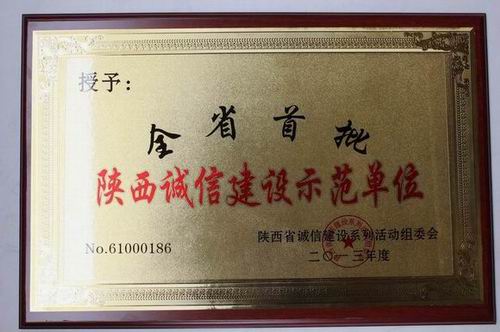 授予：
全省首批
陕西诚信建设示范单位
陕西省诚信建设系列活动组委会
No.61000186
二〇一三年度